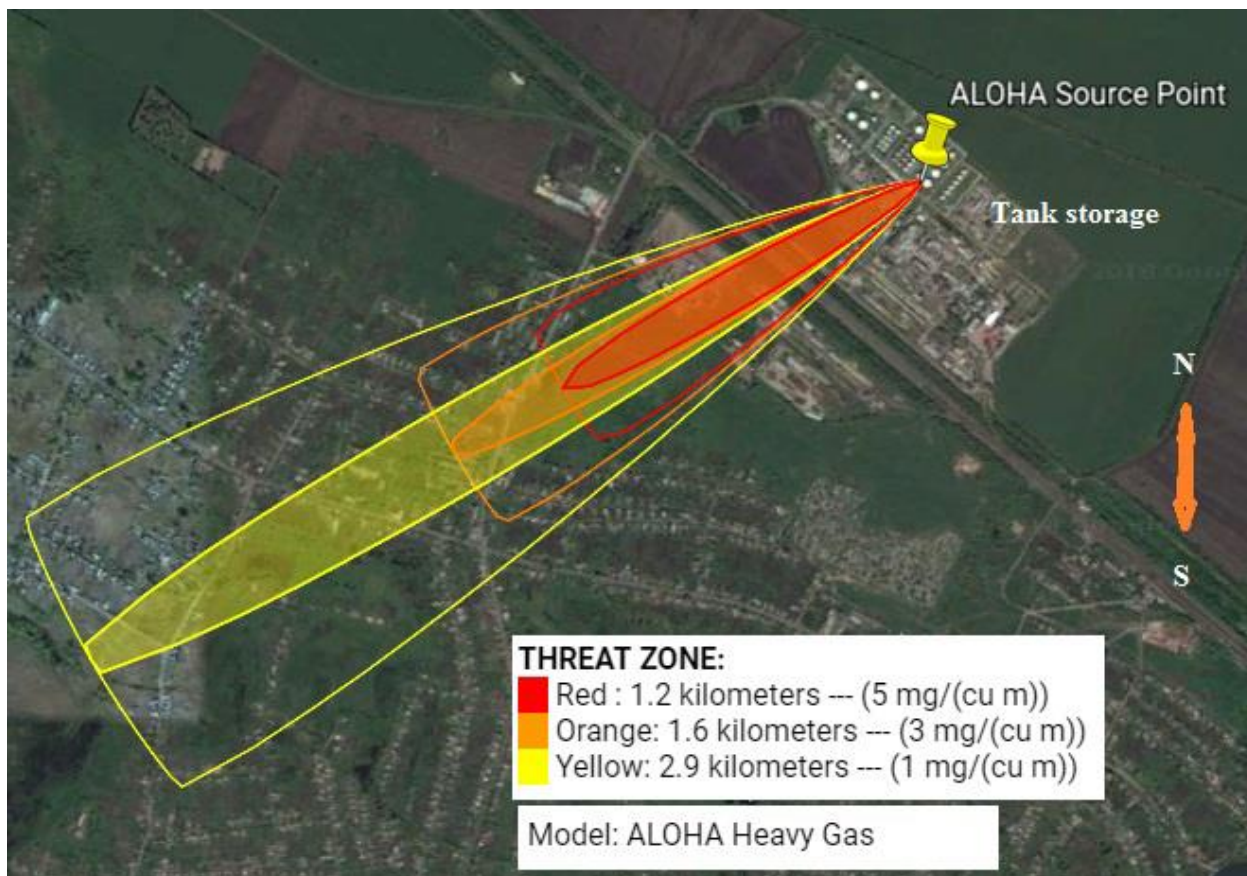 ALOHA Source Point
Tank storage
N
S
THREAT ZONE:
Red : 1.2 kilometers --- (5 mg/(cu m))
Orange: 1.6 kilometers --- (3 mg/(cu m))
Yellow: 2.9 kilometers --- (1 mg/(cu m))
Model: ALOHA Heavy Gas